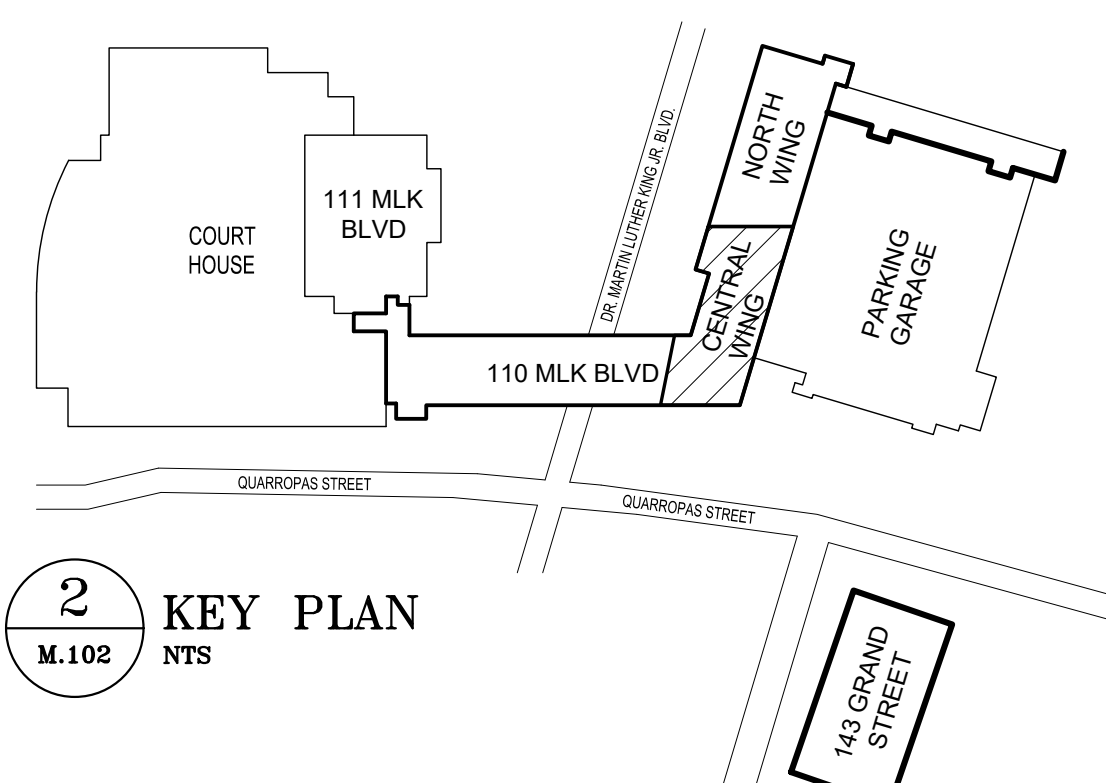 COURT
HOUSE
111 MLK
BLVD
DR. MARTIN LUTHER KING JR. BLVD.
NORTH
WING
CENTRAL
WING
PARKING
GARAGE
110 MLK BLVD
QUARROPAS STREET
QUARROPAS STREET
2
M.102
KEY PLAN
NTS
143 GRAND
STREET